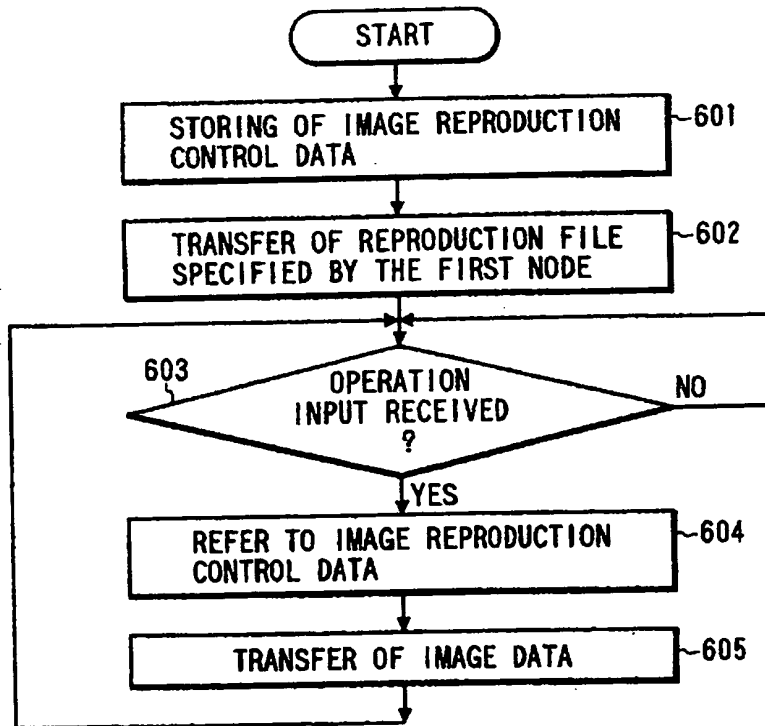 START
STORING OF IMAGE REPRODUCTION
CONTROL DATA
601
TRANSFER OF REPRODUCTION FILE
SPECIFIED BY THE FIRST NODE
602
603
OPERATION
INPUT RECEIVED
?
NO
YES
REFER TO IMAGE REPRODUCTION
CONTROL DATA
604
TRANSFER OF IMAGE DATA
605